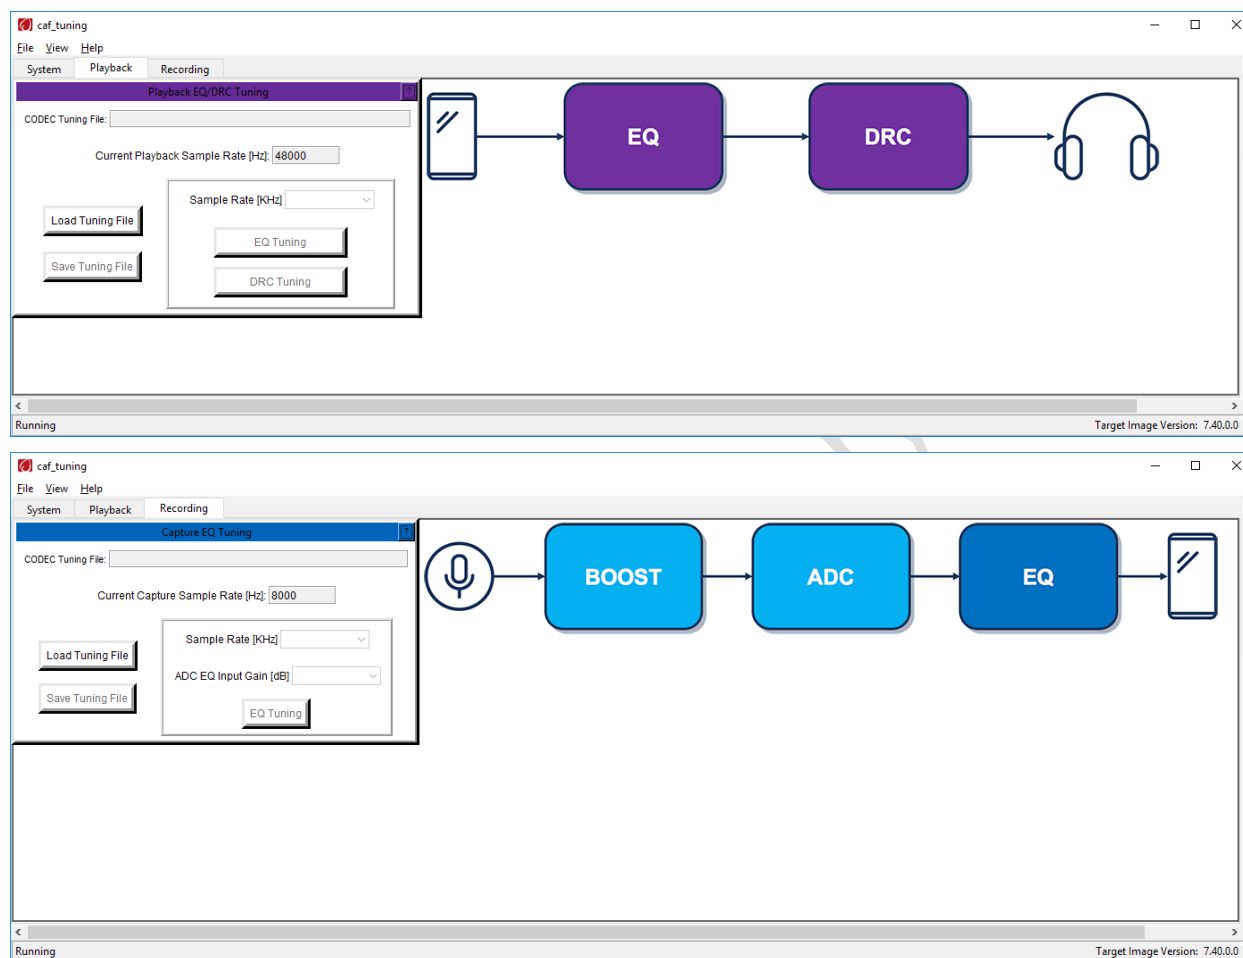 caf_tuning
File View Help
System Playback Recording
Playback EQ/DRC Tuning ?
CODEC Tuning File:
Current Playback Sample Rate [Hz]: 48000
Sample Rate [KHz]
Load Tuning File
EQ Tuning
Save Tuning File
DRC Tuning
EQ
DRC
Running
Target Image Version: 7.40.0.0
caf_tuning
File View Help
System Playback Recording
Capture EQ Tuning ?
CODEC Tuning File:
Current Capture Sample Rate [Hz]: 8000
Sample Rate [KHz]
Load Tuning File
ADC EQ Input Gain [dB]
Save Tuning File
EQ Tuning
BOOST
ADC
EQ
Running
Target Image Version: 7.40.0.0